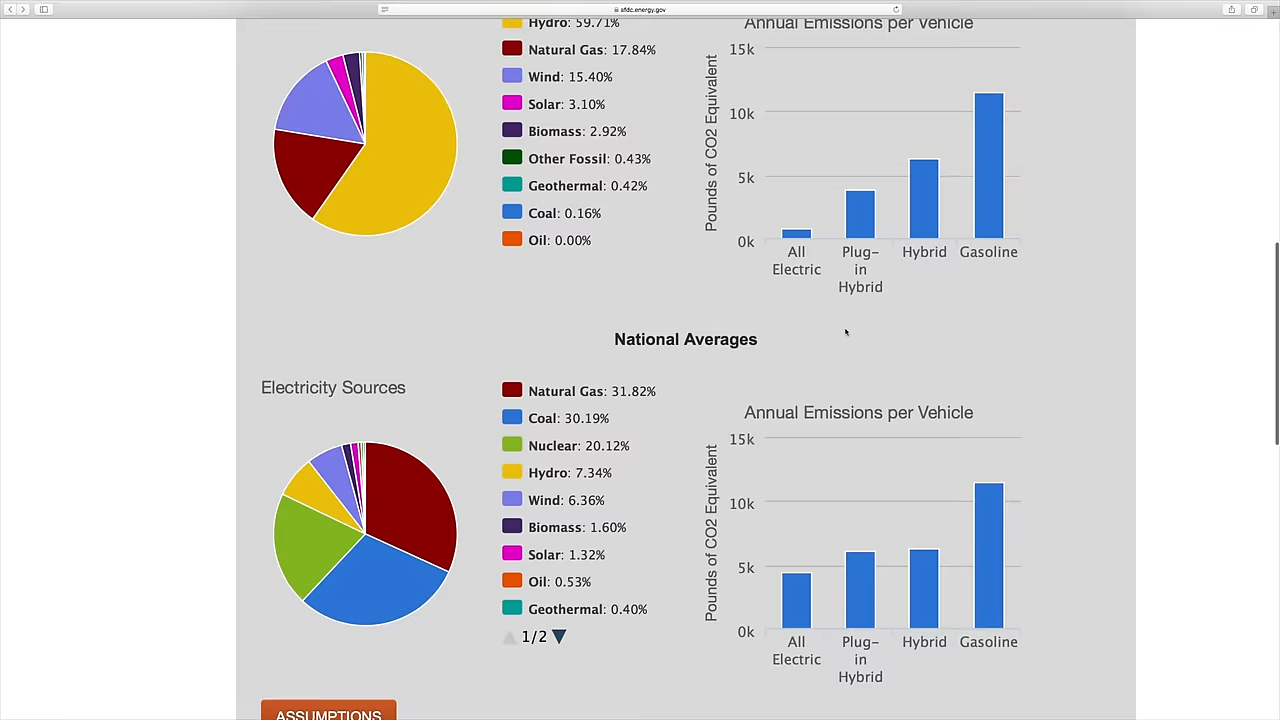 afdc.energy.gov
Hydro: 59.71%
Natural Gas: 17.84%
Wind: 15.40%
Solar: 3.10%
Biomass: 2.92%
Other Fossil: 0.43%
Geothermal: 0.42%
Coal: 0.16%
Oil: 0.00%
Annual Emissions per Vehicle
Pounds of CO2 Equivalent
15k
10k
5k
0k
All Electric
Plug-in Hybrid
Hybrid
Gasoline
National Averages
Electricity Sources
Natural Gas: 31.82%
Coal: 30.19%
Nuclear: 20.12%
Hydro: 7.34%
Wind: 6.36%
Biomass: 1.60%
Solar: 1.32%
Oil: 0.53%
Geothermal: 0.40%
1/2
Annual Emissions per Vehicle
Pounds of CO2 Equivalent
15k
10k
5k
0k
All Electric
Plug-in Hybrid
Hybrid
Gasoline
ASSUMPTIONS